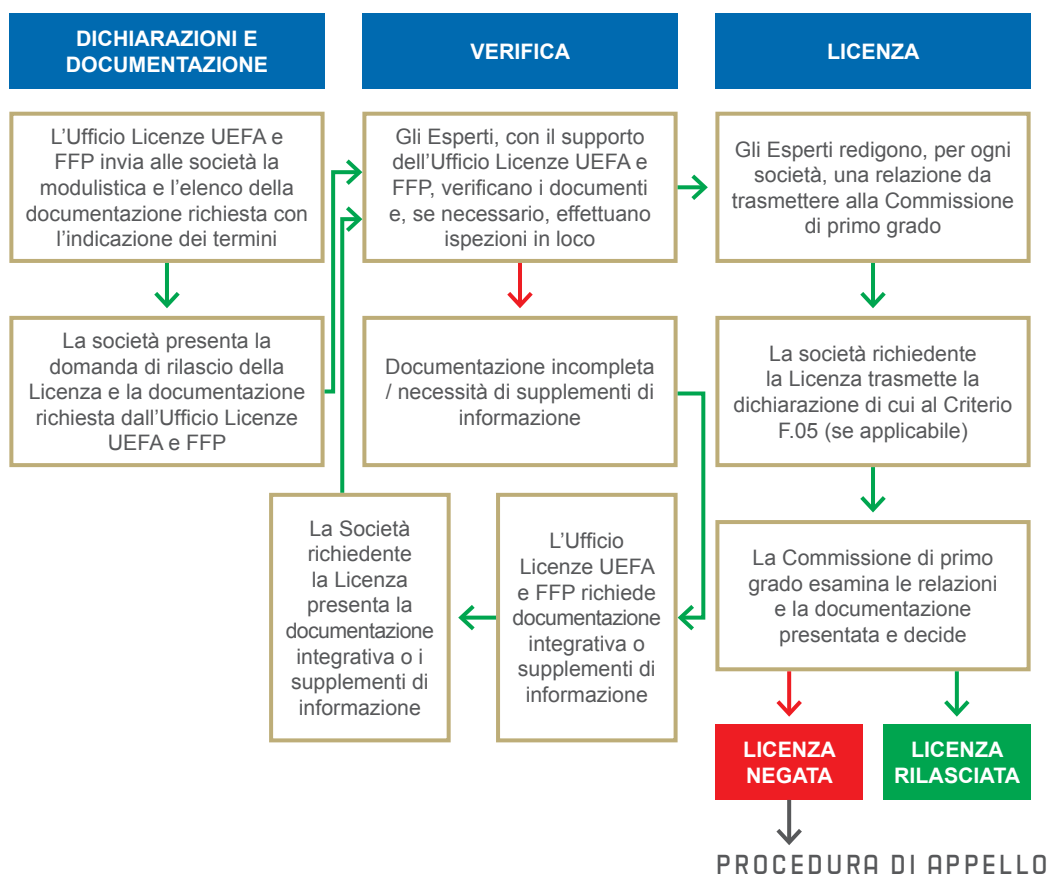 DICHIARAZIONI E
DOCUMENTAZIONE
VERIFICA
LICENZA
L'Ufficio Licenze UEFA e
FFP invia alle società la
modulistica e l'elenco della
documentazione richiesta con
l'indicazione dei termini
Gli Esperti, con il supporto
dell'Ufficio Licenze UEFA e
FFP, verificano i documenti
e, se necessario, effettuano
ispezioni in loco
Gli Esperti redigono, per ogni
società, una relazione da
trasmettere alla Commissione
di primo grado
La società presenta la
domanda di rilascio della
Licenza e la documentazione
richiesta dall'Ufficio Licenze
UEFA e FFP
Documentazione incompleta
/ necessità di supplementi di
informazione
La società richiedente
la Licenza trasmette la
dichiarazione di cui al Criterio
F.05 (se applicabile)
La Società
richiedente
la Licenza
presenta la
documentazione
integrativa o i
supplementi di
informazione
L'Ufficio
Licenze UEFA
e FFP richiede
documentazione
integrativa o
supplementi di
informazione
La Commissione di primo
grado esamina le relazioni
e la documentazione
presentata e decide
LICENZA
NEGATA
LICENZA
RILASCIATA
PROCEDURA DI APPELLO